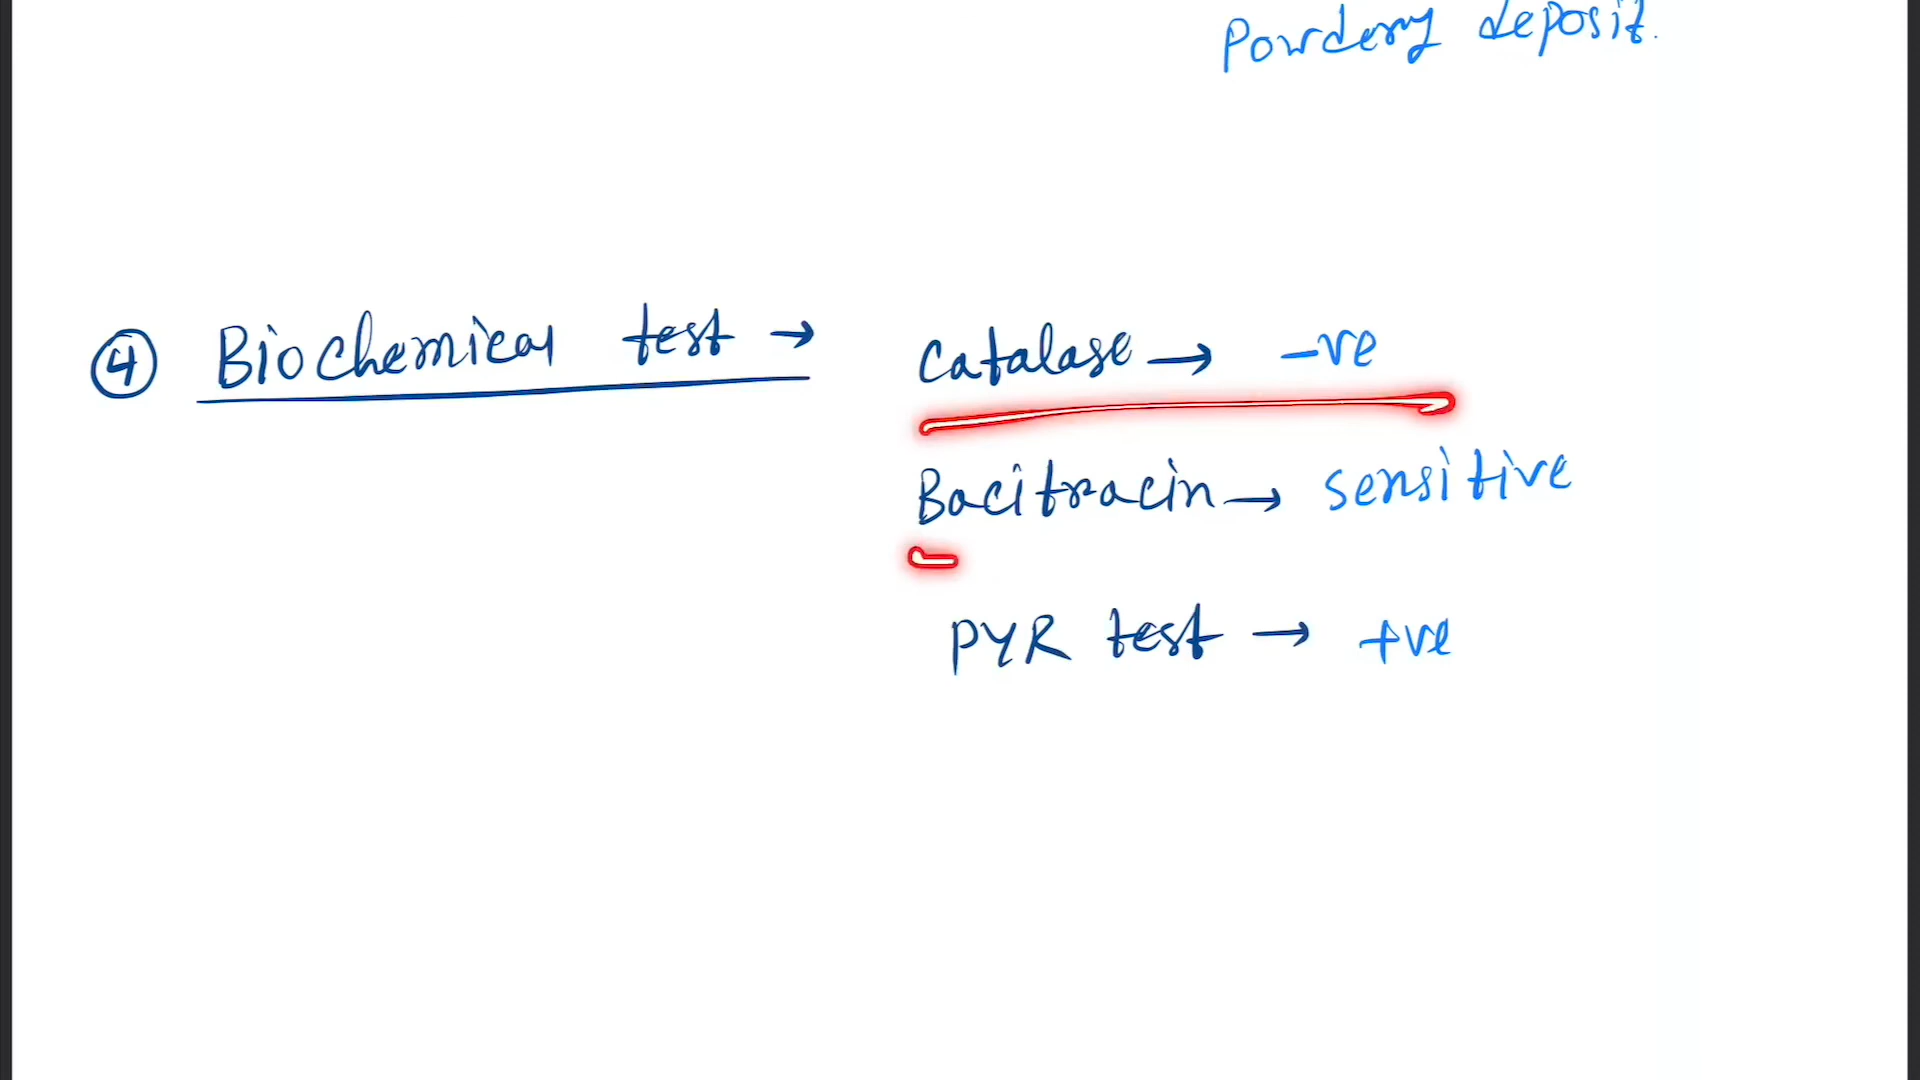 Powdery deposit.
④ Biochemical test → Catalase → -ve
Bacitracin → sensitive
PYR test → +ve